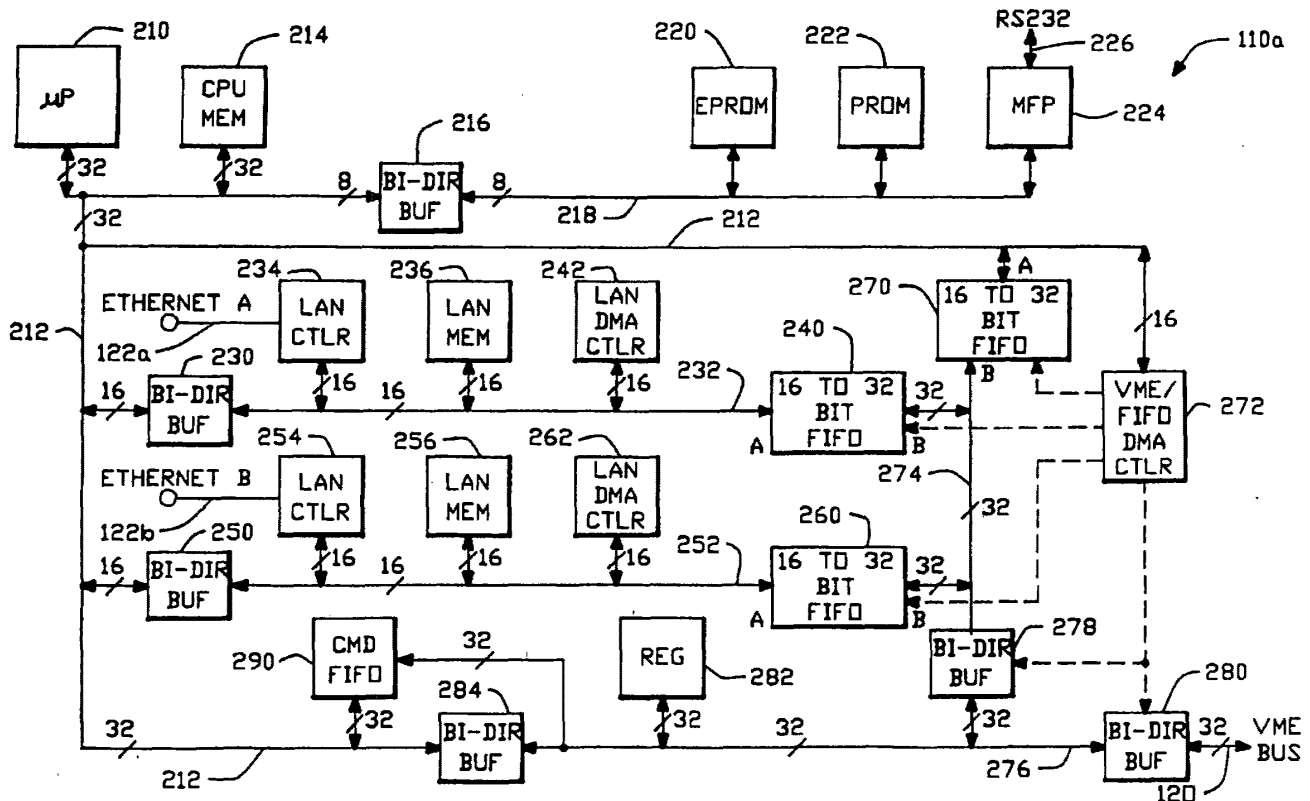 210
214
220
222
RS232
226
110a
µP
CPU
MEM
EPROM
PROM
MFP
224
216
32
32
8
BI-DIR
BUF
8
218
32
212
234
236
242
270
A
16 TO 32
BIT
FIFO
B
16
ETHERNET A
122a
LAN
CTLR
LAN
MEM
LAN
DMA
CTLR
240
212
230
16
16
16
232
16 TO 32
BIT
FIFO
A
B
32
VME/
FIFO
DMA
CTLR
272
16
BI-DIR
BUF
16
254
256
262
274
ETHERNET B
122b
LAN
CTLR
LAN
MEM
LAN
DMA
CTLR
260
32
250
16
16
16
252
16 TO 32
BIT
FIFO
A
B
32
16
BI-DIR
BUF
16
290
CMD
FIFO
32
REG
282
BI-DIR
BUF
278
284
280
32
32
BI-DIR
BUF
32
32
32
BI-DIR
BUF
32
VME
BUS
212
276
120